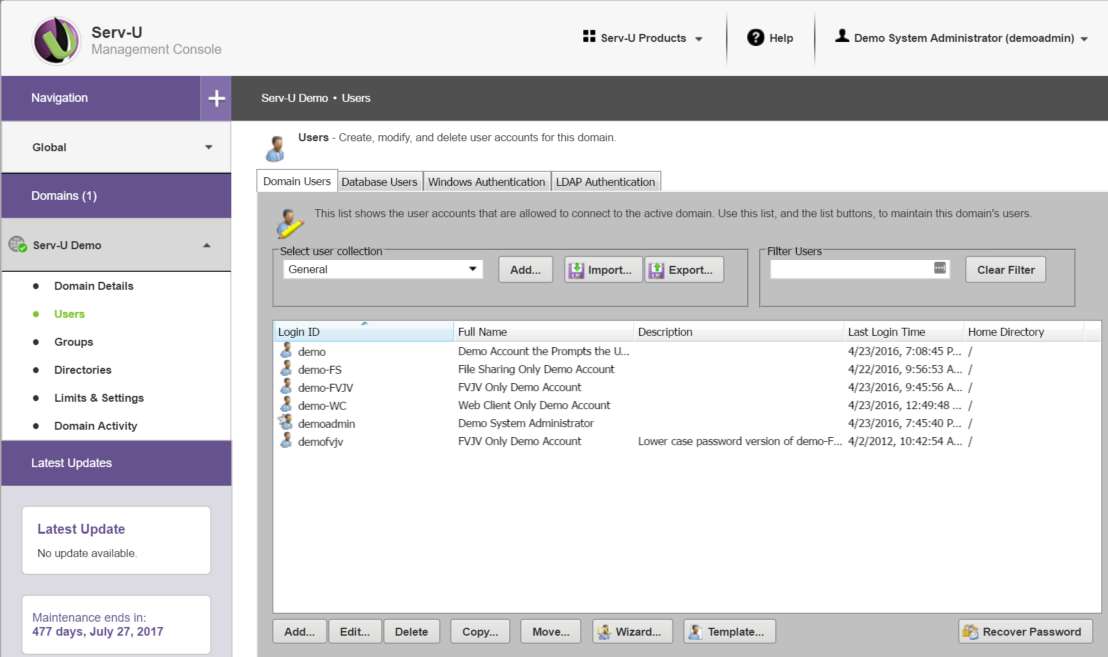 Serv-U
Management Console
Serv-U Products
Help
Demo System Administrator (demoadmin)
Navigation
+
Serv-U Demo • Users
Global
Domains (1)
Serv-U Demo
Domain Details
Users
Groups
Directories
Limits & Settings
Domain Activity
Latest Updates
Latest Update
No update available.
Maintenance ends in:
477 days, July 27, 2017
Users - Create, modify, and delete user accounts for this domain.
Domain Users Database Users Windows Authentication LDAP Authentication
This list shows the user accounts that are allowed to connect to the active domain. Use this list, and the list buttons, to maintain this domain's users.
Select user collection
General Add... Import... Export...
Filter Users
Clear Filter
Login ID Full Name Description Last Login Time Home Directory
demo Demo Account the Prompts the U... 4/23/2016, 7:08:45 P... /
demo-FS File Sharing Only Demo Account 4/22/2016, 9:56:53 A... /
demo-FVJV FVJV Only Demo Account 4/23/2016, 9:45:56 A... /
demo-WC Web Client Only Demo Account 4/23/2016, 12:49:48 ... /
demoadmin Demo System Administrator 4/23/2016, 7:45:40 P... /
demofvjv FVJV Only Demo Account Lower case password version of demo-F... 4/2/2012, 10:42:54 A... /
Add... Edit... Delete Copy... Move... Wizard... Template... Recover Password